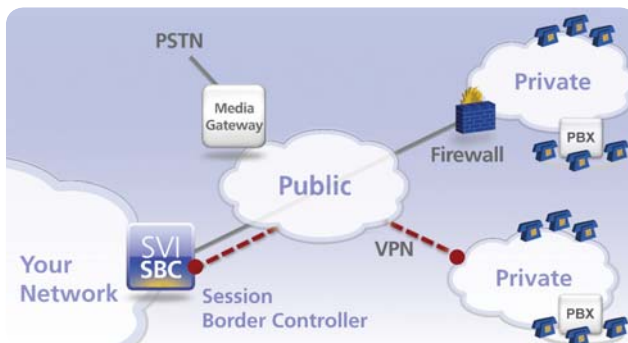 PSTN
Media
Gateway
Private
PBX
Firewall
Public
SVI
SBC
VPN
Your
Network
Session
Border Controller
Private
PBX